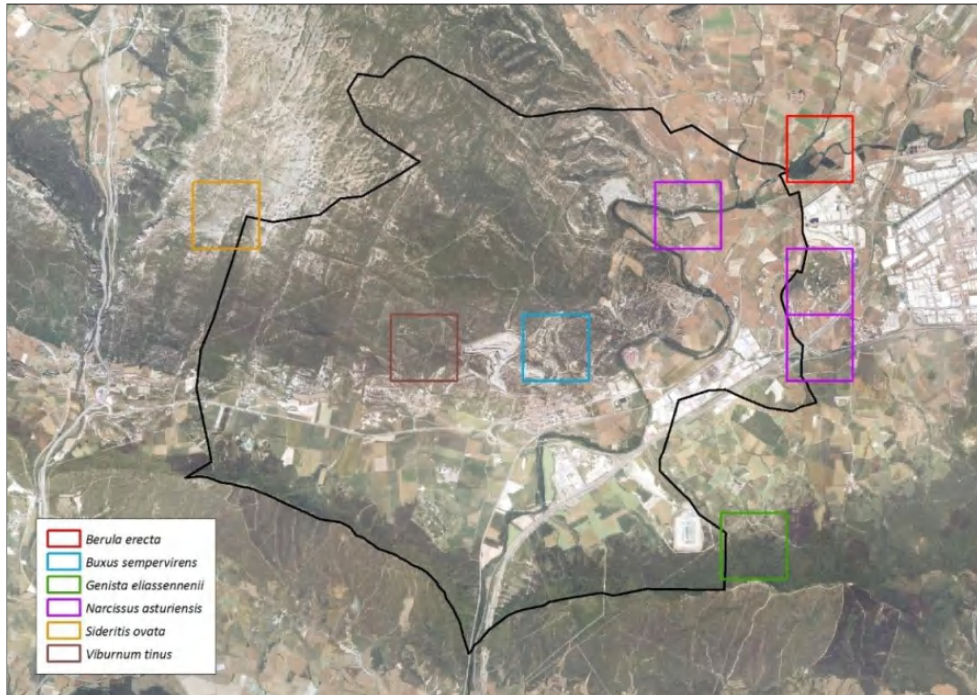 Berula erecta
Buxus sempervirens
Genista eliassennenii
Narcissus asturiensis
Sideritis ovata
Viburnum tinus